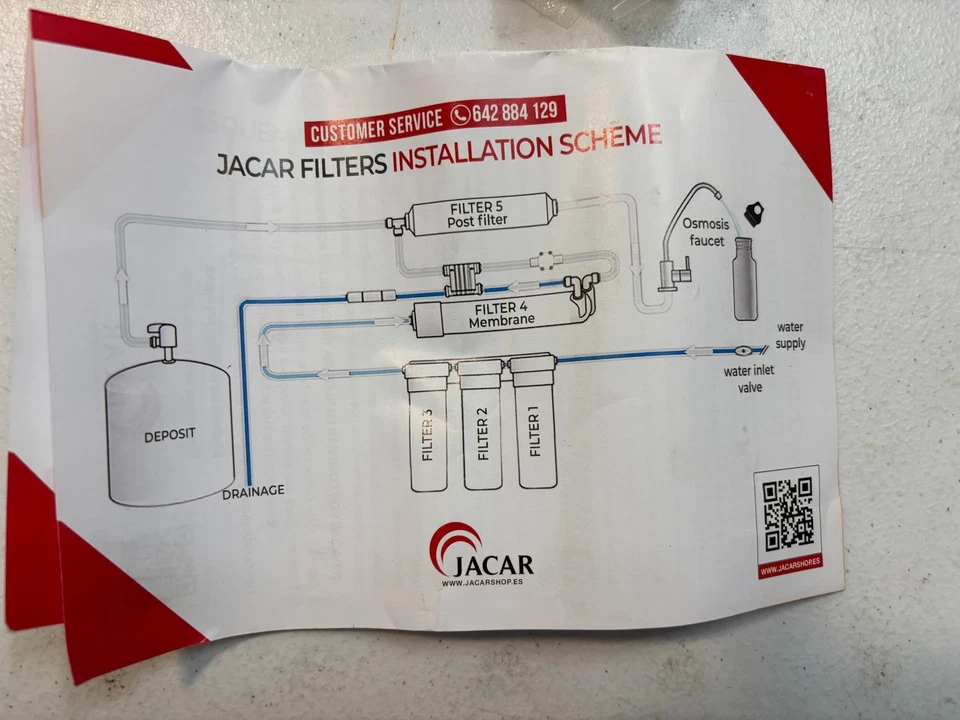 CUSTOMER SERVICE 642 884 129
JACAR FILTERS INSTALLATION SCHEME
FILTER 5
Post filter
Osmosis
faucet
FILTER 4
Membrane
water
supply
water inlet
valve
FILTER 3
FILTER 2
FILTER 1
DEPOSIT
DRAINAGE
JACAR
WWW.JACARSHOP.ES
WWW.JACARSHOP.ES